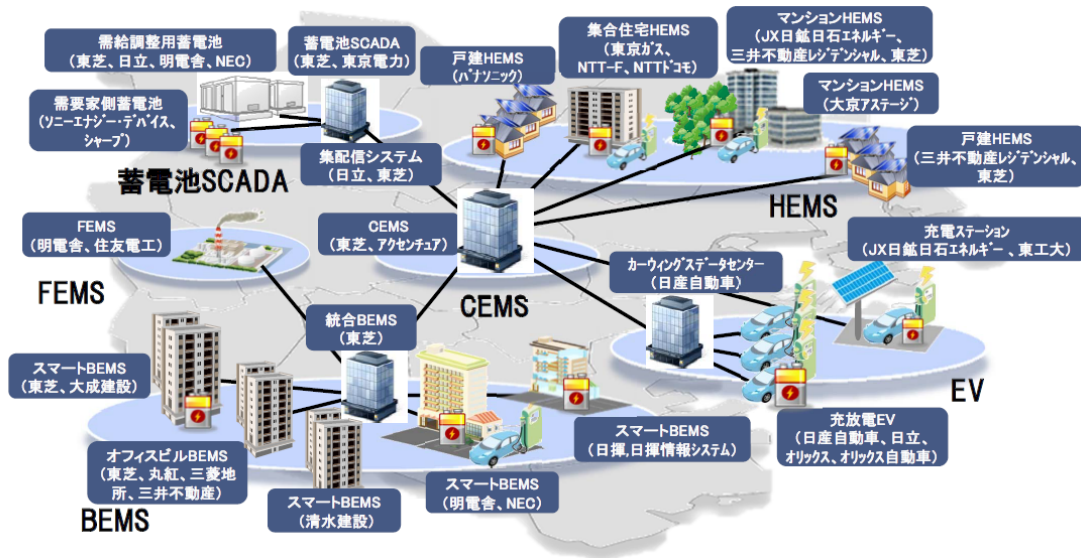 需給調整用蓄電池
(東芝、日立、明電舎、NEC)
蓄電池SCADA
(東芝、東京電力)
戸建HEMS
(パナソニック)
集合住宅HEMS
(東京ガス、
NTT-F、NTTドコモ)
マンションHEMS
(JX日鉱日石エネルギー、
三井不動産レジデンシャル、東芝)
マンションHEMS
(大京アステージ)
需要家側蓄電池
(ソニーエナジー・デバイス、
シャープ)
集配信システム
(日立、東芝)
戸建HEMS
(三井不動産レジデンシャル、
東芝)
蓄電池SCADA
HEMS
FEMS
(明電舎、住友電工)
CEMS
(東芝、アクセンチュア)
充電ステーション
(JX日鉱日石エネルギー、東工大)
カーウィングスデータセンター
(日産自動車)
FEMS
CEMS
統合BEMS
(東芝)
スマートBEMS
(東芝、大成建設)
EV
充放電EV
(日産自動車、日立、
オリックス、オリックス自動車)
スマートBEMS
(日揮,日揮情報システム)
オフィスビルBEMS
(東芝、丸紅、三菱地
所、三井不動産)
スマートBEMS
(清水建設)
スマートBEMS
(明電舎、NEC)
BEMS